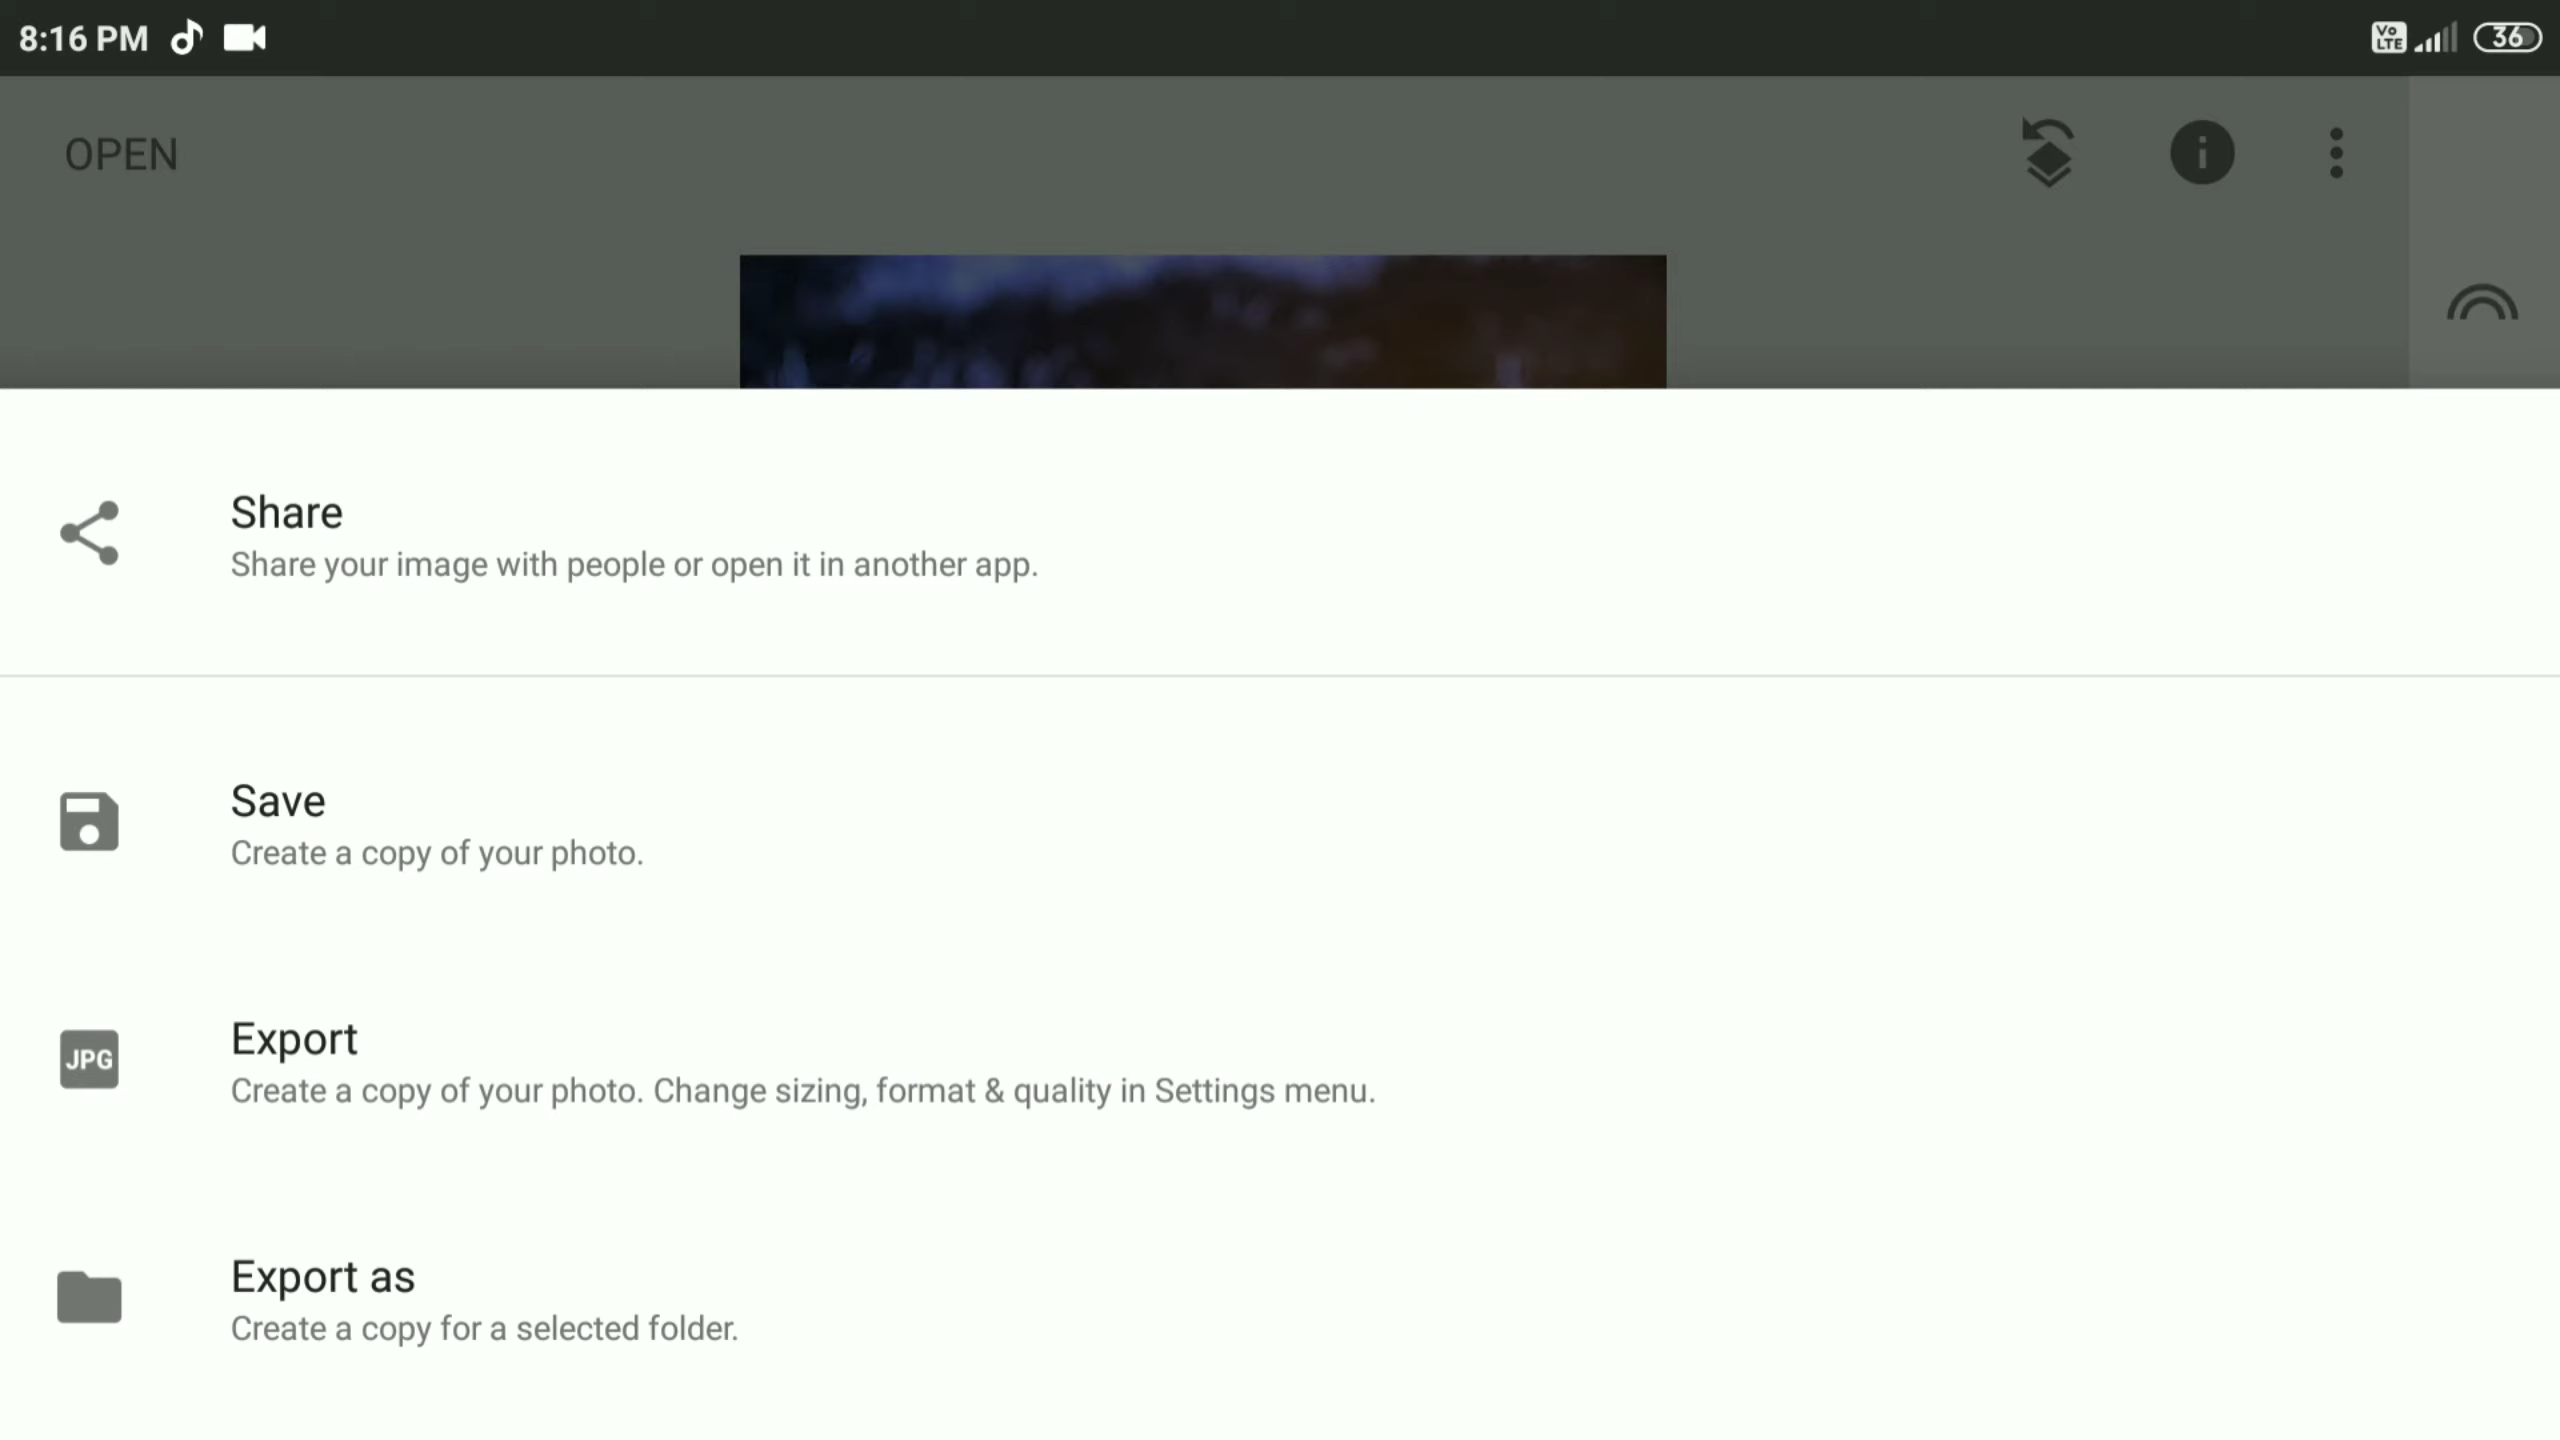 8:16 PM
Vo LTE
36
OPEN
Share
Share your image with people or open it in another app.
Save
Create a copy of your photo.
JPG
Export
Create a copy of your photo. Change sizing, format & quality in Settings menu.
Export as
Create a copy for a selected folder.